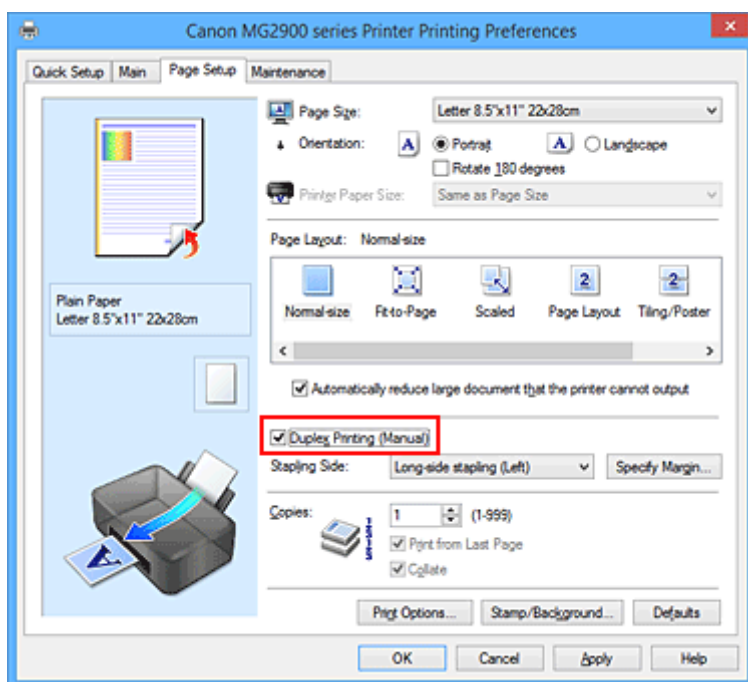 Canon MG2900 series Printer Printing Preferences
Quick Setup Main Page Setup Maintenance
Page Size: Letter 8.5"x11" 22x28cm
Orientation: A Portrait A Landscape
Rotate 180 degrees
Printer Paper Size: Same as Page Size
Page Layout: Normal-size
Normal-size Fit-to-Page Scaled Page Layout Tiling/Poster
Plain Paper
Letter 8.5"x11" 22x28cm
Automatically reduce large document that the printer cannot output
Duplex Printing (Manual)
Stapling Side: Long-side stapling (Left) Specify Margin...
Copies: 1 (1-999)
Print from Last Page
Collate
Print Options... Stamp/Background... Defaults
OK Cancel Apply Help